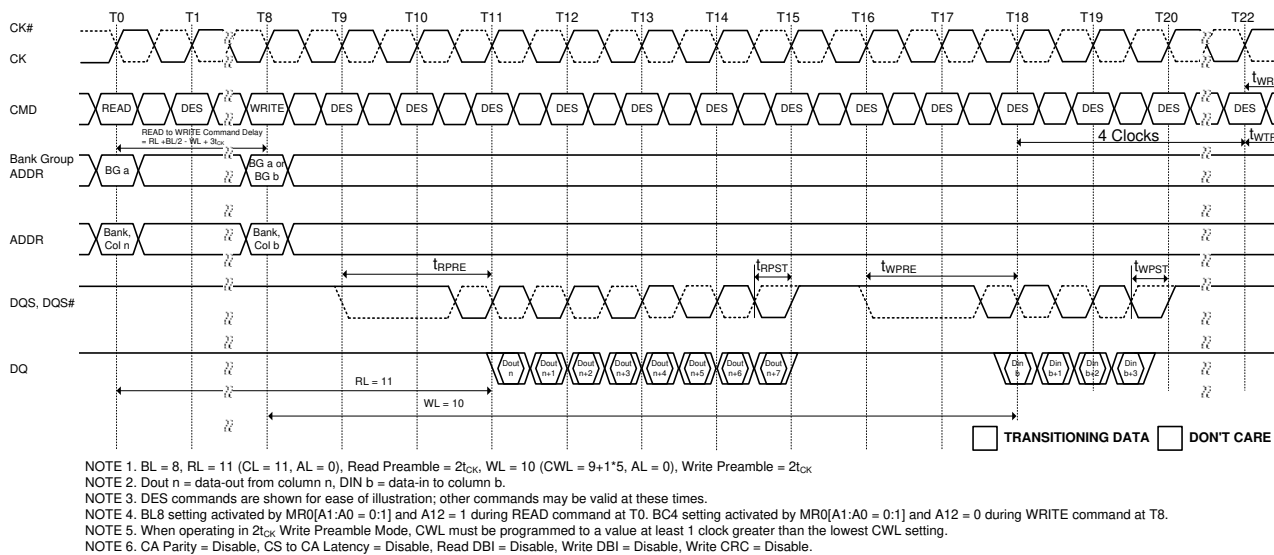 T0 T1 T8 T9 T10 T11 T12 T13 T14 T15 T16 T17 T18 T19 T20 T22
CK#
CK
tWR
CMD READ DES WRITE DES DES DES DES DES DES DES DES DES DES DES DES DES
READ to WRITE Command Delay
= RL +BL/2 - WL + 3tCK
4 Clocks tWTR
Bank Group
ADDR
BG a
BG a or
BG b
ADDR
Bank,
Col n
Bank,
Col b
tRPRE tRPST tWPRE tWPST
DQS, DQS#
DQ
Dout n Dout n+1 Dout n+2 Dout n+3 Dout n+4 Dout n+5 Dout n+6 Dout n+7 Din b Din b+1 Din b+2 Din b+3
RL = 11
WL = 10
TRANSITIONING DATA DON'T CARE
NOTE 1. BL = 8, RL = 11 (CL = 11, AL = 0), Read Preamble = 2tCK, WL = 10 (CWL = 9+1*5, AL = 0), Write Preamble = 2tCK
NOTE 2. Dout n = data-out from column n, DIN b = data-in to column b.
NOTE 3. DES commands are shown for ease of illustration; other commands may be valid at these times.
NOTE 4. BL8 setting activated by MR0[A1:A0 = 0:1] and A12 = 1 during READ command at T0. BC4 setting activated by MR0[A1:A0 = 0:1] and A12 = 0 during WRITE command at T8.
NOTE 5. When operating in 2tCK Write Preamble Mode, CWL must be programmed to a value at least 1 clock greater than the lowest CWL setting.
NOTE 6. CA Parity = Disable, CS to CA Latency = Disable, Read DBI = Disable, Write DBI = Disable, Write CRC = Disable.